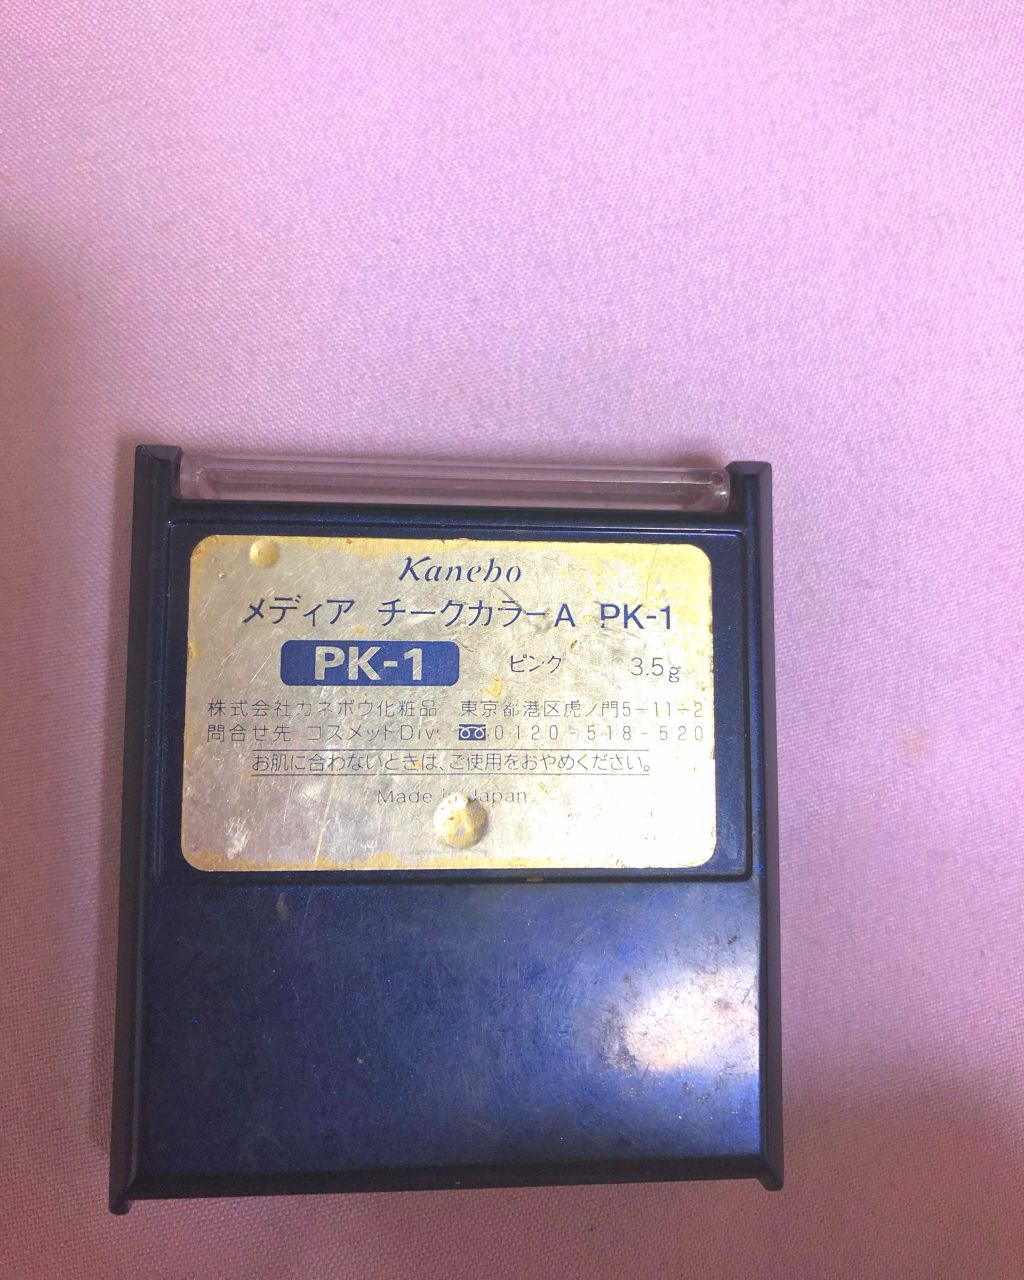 Kanebo
メディア チークカラーA PK-1
PK-1 ピンク 3.5g
株式会社カネボウ化粧品 東京都港区虎ノ門5-11-2
問合せ先 コスメットDiv. 0120-518-520
お肌に合わないときは、ご使用をおやめください。
Made in Japan